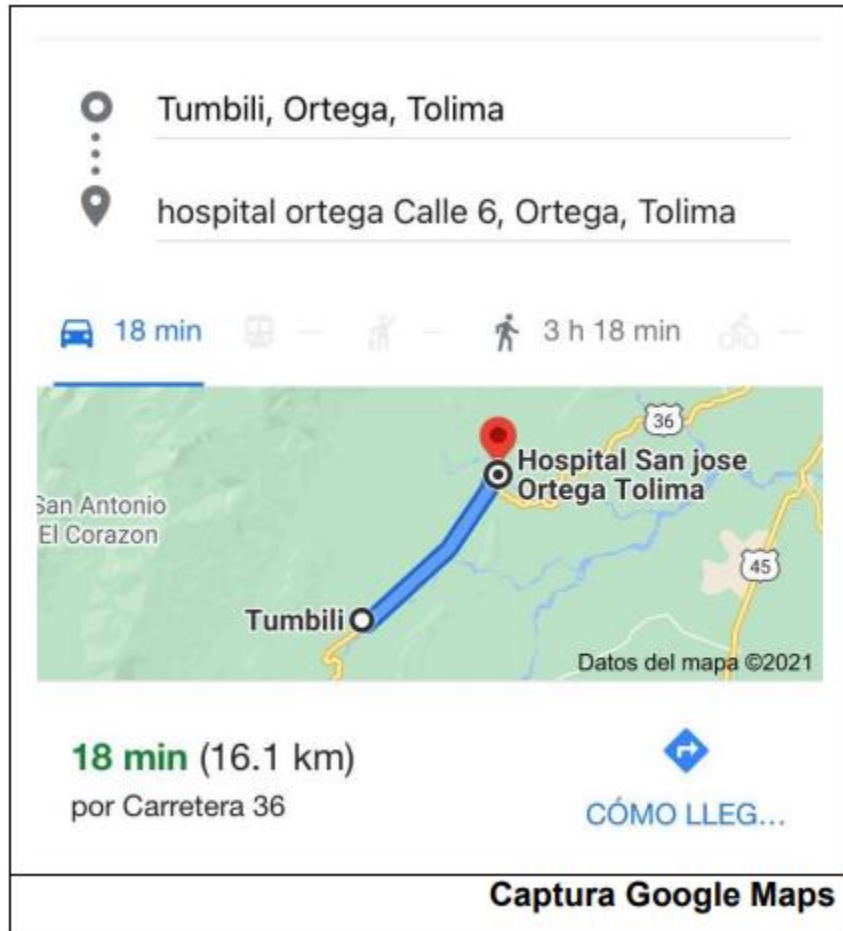 Tumbili, Ortega, Tolima
hospital ortega Calle 6, Ortega, Tolima
18 min — — 3 h 18 min —
36
Hospital San jose
Ortega Tolima
San Antonio
El Corazon
45
Tumbili
Datos del mapa ©2021
18 min (16.1 km)
por Carretera 36
CÓMO LLEG...
Captura Google Maps